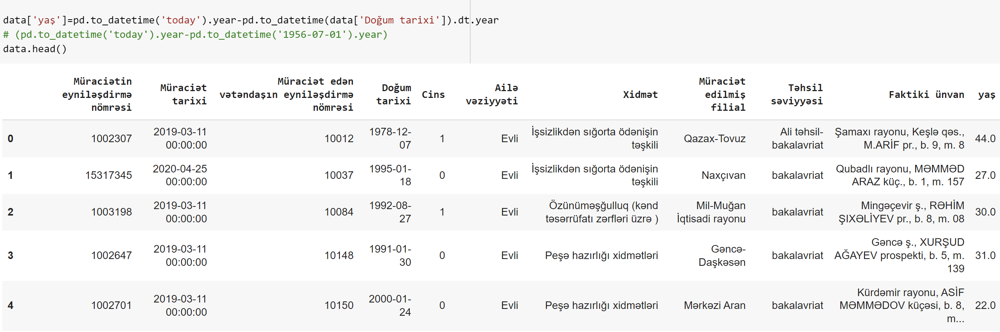 data['yaş']=pd.to_datetime('today').year-pd.to_datetime(data['Doğum tarixi']).dt.year
# (pd.to_datetime('today').year-pd.to_datetime('1956-07-01').year)
data.head()
Müraciətin eyniləşdirmə nömrəsi Müraciət tarixi Müraciət edən vətəndaşın eyniləşdirmə nömrəsi Doğum tarixi Cins Ailə vəziyyəti Xidmət Müraciət edilmiş filial Təhsil səviyyəsi Faktiki ünvan yaş
0 1002307 2019-03-11 00:00:00 10012 1978-12-07 1 Evli İşsizlikdən sığorta ödənişin təşkili Qazax-Tovuz Ali təhsil-bakalavriat Şamaxı rayonu, Keşlə qəs., M.ARİF pr., b. 9, m. 8 44.0
1 15317345 2020-04-25 00:00:00 10037 1995-01-18 0 Evli İşsizlikdən sığorta ödənişin təşkili Naxçıvan bakalavriat Qubadlı rayonu, MƏMMƏD ARAZ küç., b. 1, m. 157 27.0
2 1003198 2019-03-11 00:00:00 10084 1992-08-27 1 Evli Özünüməşğulluq (kənd təsərrüfatı zərfləri üzrə ) Mil-Muğan İqtisadi rayonu bakalavriat Mingəçevir ş., RƏHİM ŞIXƏLİYEV pr., b. 8, m. 08 30.0
3 1002647 2019-03-11 00:00:00 10148 1991-01-30 0 Evli Peşə hazırlığı xidmətləri Gəncə-Daşkəsən bakalavriat Gəncə ş., XURŞUD AĞAYEV prospekti, b. 5, m. 139 31.0
4 1002701 2019-03-11 00:00:00 10150 2000-01-24 0 Evli Peşə hazırlığı xidmətləri Mərkəzi Aran bakalavriat Kürdəmir rayonu, ASİF MƏMMƏDOV küçəsi, b. 8, m... 22.0